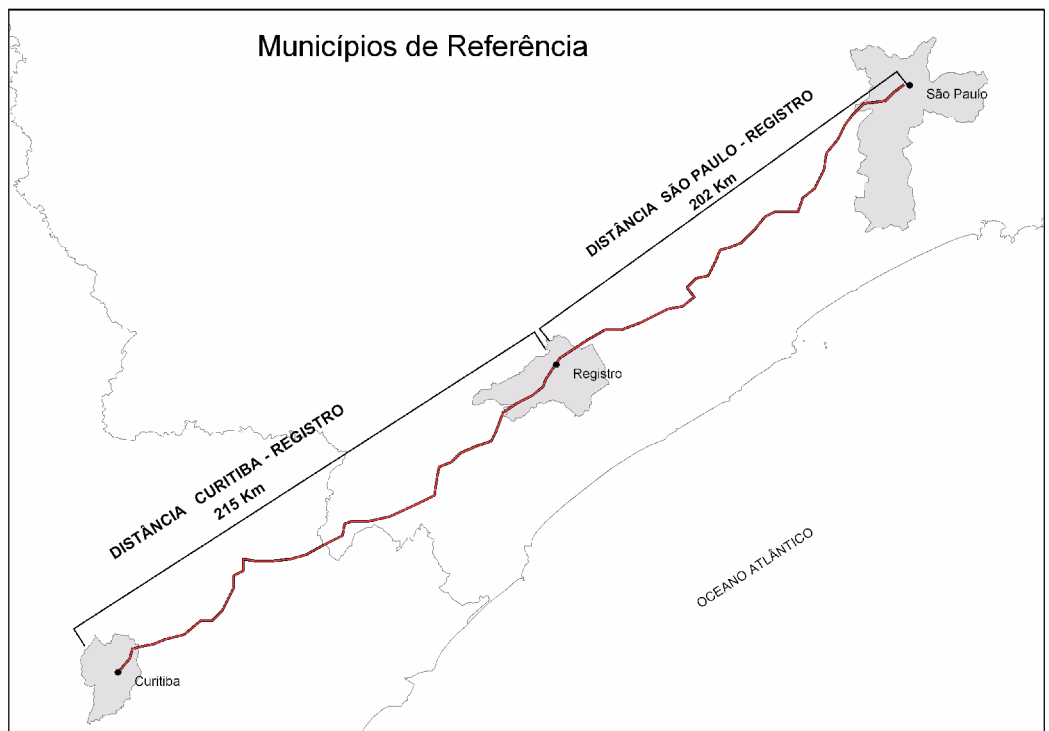 Municípios de Referência
São Paulo
DISTÂNCIA SÃO PAULO - REGISTRO
202 Km
Registro
DISTÂNCIA CURITIBA - REGISTRO
215 Km
OCEANO ATLÂNTICO
Curitiba